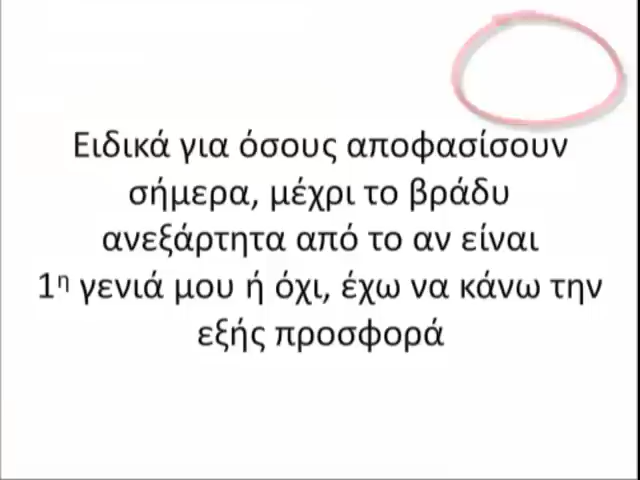 Ειδικά για όσους αποφασίσουν
σήμερα, μέχρι το βράδυ
ανεξάρτητα από το αν είναι
1η γενιά μου ή όχι, έχω να κάνω την
εξής προσφορά